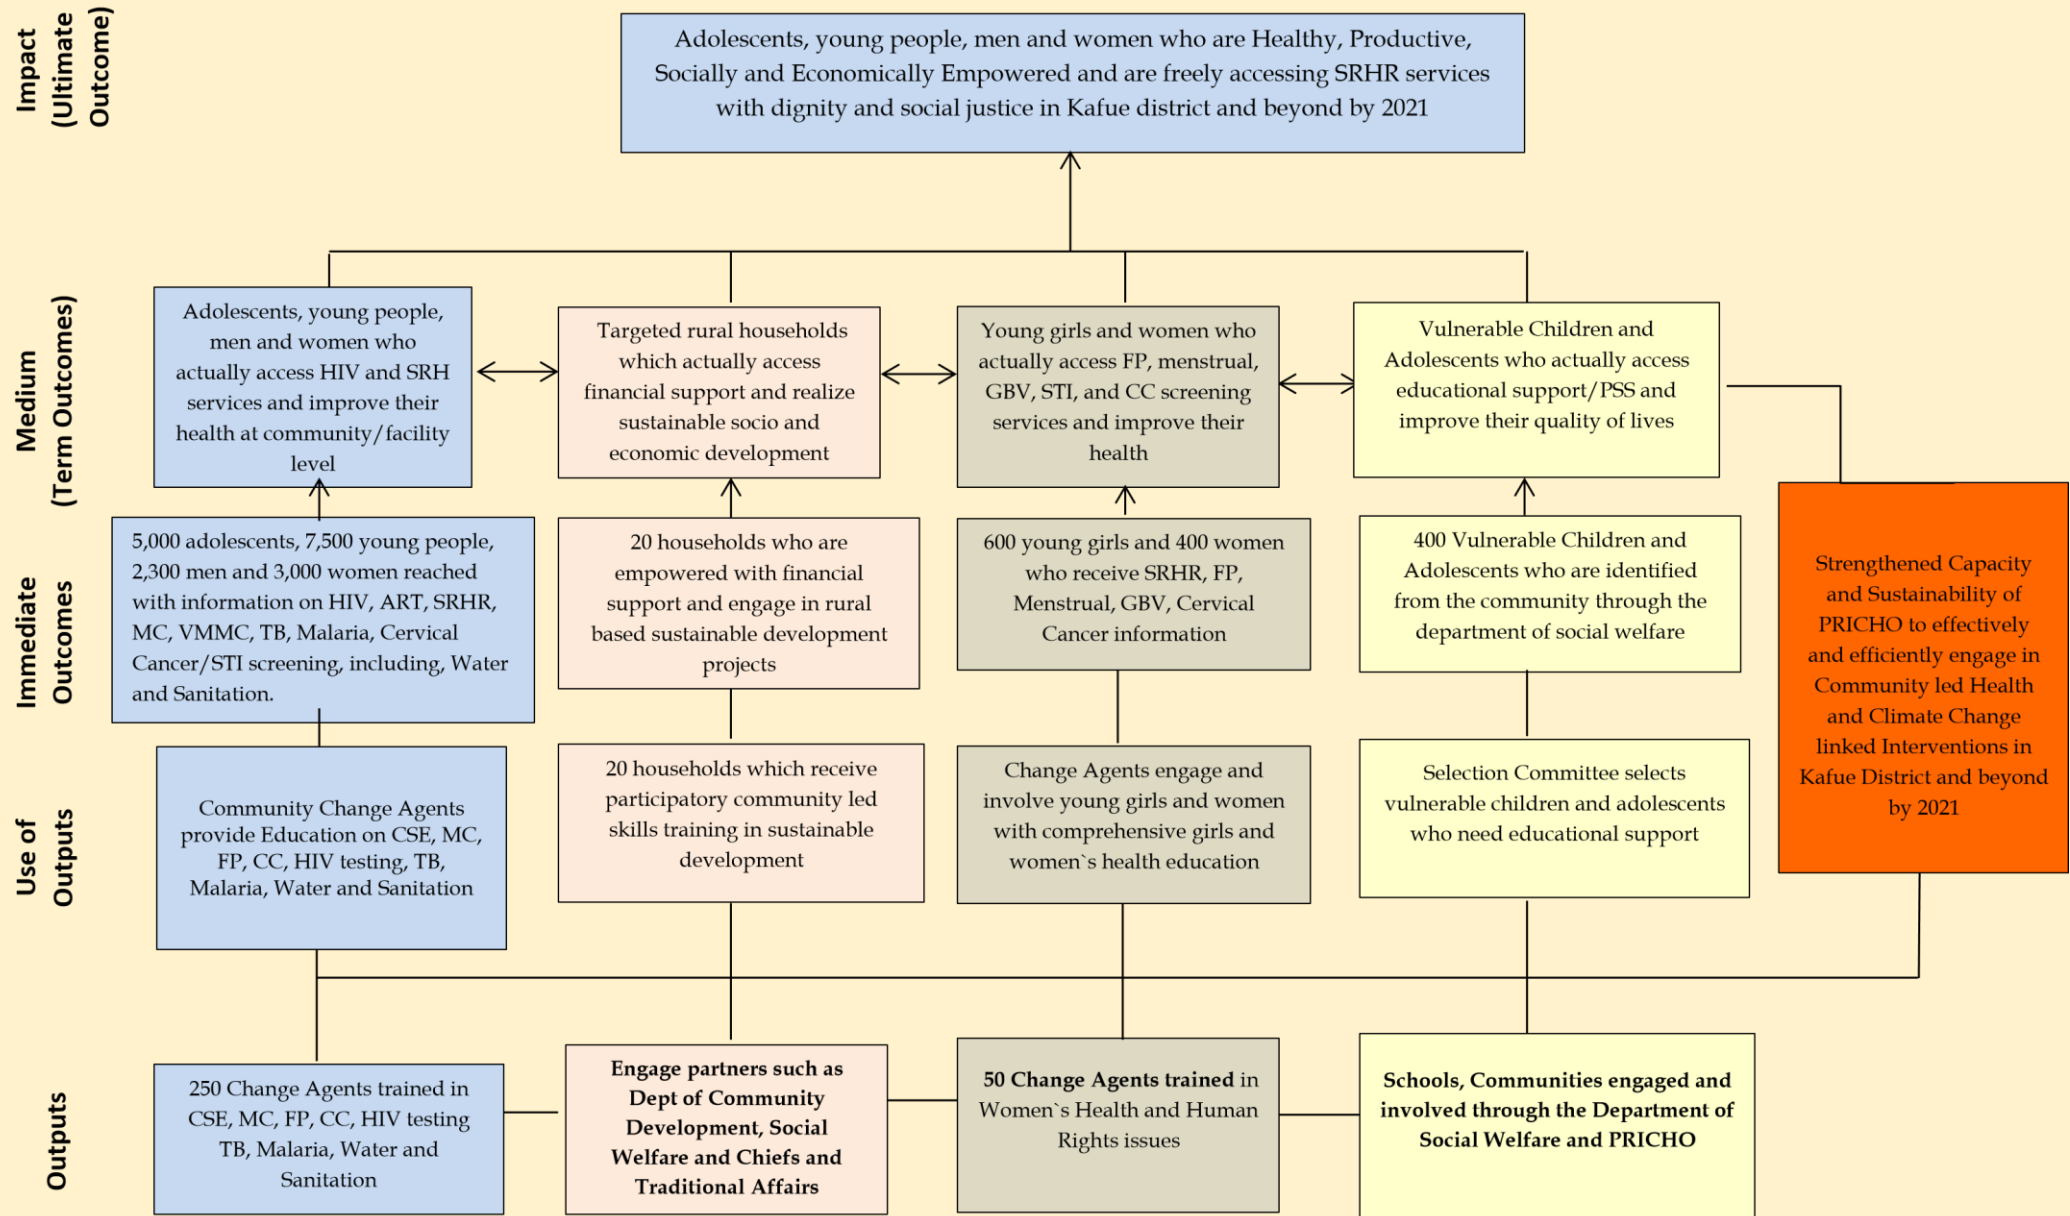 Impact
(Ultimate
Outcome)
Adolescents, young people, men and women who are Healthy, Productive,
Socially and Economically Empowered and are freely accessing SRHR services
with dignity and social justice in Kafue district and beyond by 2021
Medium
(Term Outcomes)
Adolescents, young people,
men and women who
actually access HIV and SRH
services and improve their
health at community/facility
level
Targeted rural households
which actually access
financial support and realize
sustainable socio and
economic development
Young girls and women who
actually access FP, menstrual,
GBV, STI, and CC screening
services and improve their
health
Vulnerable Children and
Adolescents who actually access
educational support/PSS and
improve their quality of lives
Immediate
Outcomes
5,000 adolescents, 7,500 young people,
2,300 men and 3,000 women reached
with information on HIV, ART, SRHR,
MC, VMMC, TB, Malaria, Cervical
Cancer/STI screening, including, Water
and Sanitation.
20 households who are
empowered with financial
support and engage in rural
based sustainable development
projects
600 young girls and 400 women
who receive SRHR, FP,
Menstrual, GBV, Cervical
Cancer information
400 Vulnerable Children and
Adolescents who are identified
from the community through the
department of social welfare
Strengthened Capacity
and Sustainability of
PRICHO to effectively
and efficiently engage in
Community led Health
and Climate Change
linked Interventions in
Kafue District and beyond
by 2021
Use of
Outputs
Community Change Agents
provide Education on CSE, MC,
FP, CC, HIV testing, TB,
Malaria, Water and Sanitation
20 households which receive
participatory community led
skills training in sustainable
development
Change Agents engage and
involve young girls and women
with comprehensive girls and
women`s health education
Selection Committee selects
vulnerable children and adolescents
who need educational support
Outputs
250 Change Agents trained in
CSE, MC, FP, CC, HIV testing
TB, Malaria, Water and
Sanitation
Engage partners such as
Dept of Community
Development, Social
Welfare and Chiefs and
Traditional Affairs
50 Change Agents trained in
Women`s Health and Human
Rights issues
Schools, Communities engaged and
involved through the Department of
Social Welfare and PRICHO